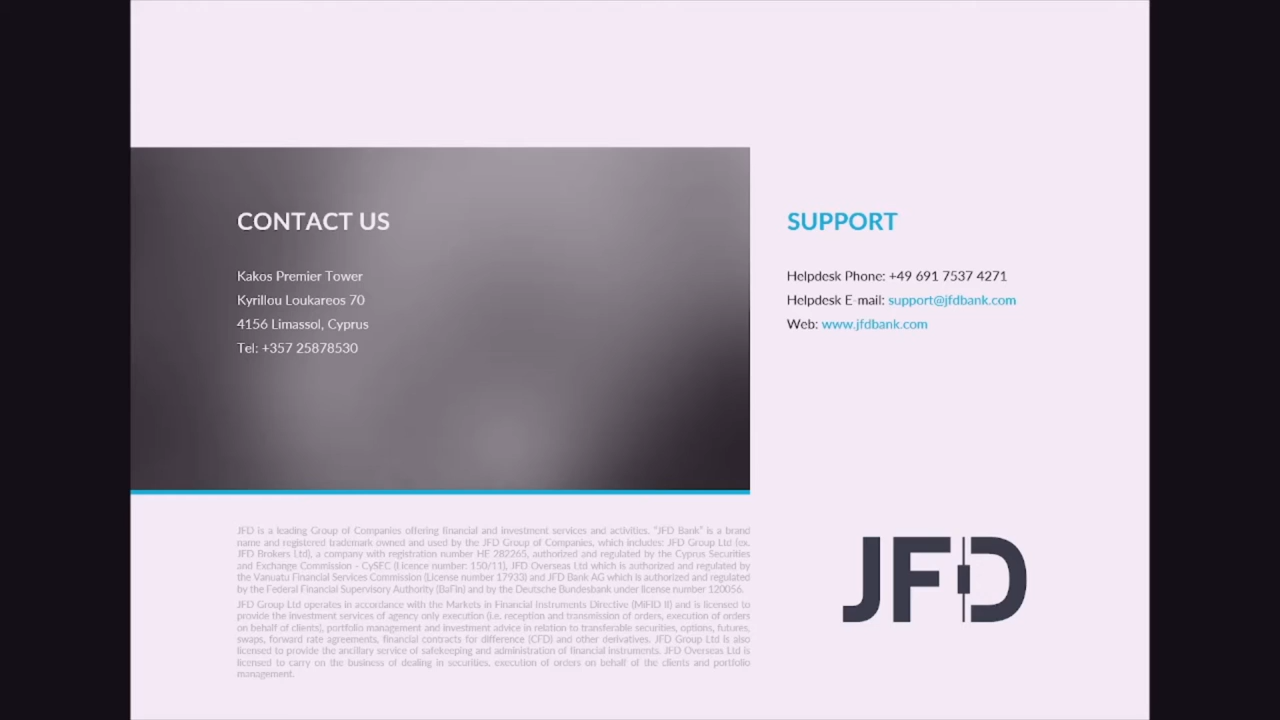 CONTACT US
Kakos Premier Tower
Kyrillou Loukareos 70
4156 Limassol, Cyprus
Tel: +357 25878530
SUPPORT
Helpdesk Phone: +49 691 7537 4271
Helpdesk E-mail: support@jfdbank.com
Web: www.jfdbank.com
JFD is a leading Group of Companies offering financial and investment services and activities. "JFD Bank" is a brand
name and registered trademark owned and used by the JFD Group of Companies, which includes: JFD Group Ltd (ex.
JFD Brokers Ltd), a company with registration number HE 282265, authorized and regulated by the Cyprus Securities
and Exchange Commission - CySEC (Licence number: 150/11), JFD Overseas Ltd which is authorized and regulated by
the Vanuatu Financial Services Commission (License number 17933) and JFD Bank AG which is authorized and regulated
by the Federal Financial Supervisory Authority (BaFin) and by the Deutsche Bundesbank under license number 120056.
JFD Group Ltd operates in accordance with the Markets in Financial Instruments Directive (MiFID II) and is licensed to
provide the investment services of agency only execution (i.e. reception and transmission of orders, execution of orders
on behalf of clients), portfolio management and investment advice in relation to transferable securities, options, futures,
swaps, forward rate agreements, financial contracts for difference (CFD) and other derivatives. JFD Group Ltd is also
licensed to provide the ancillary service of safekeeping and administration of financial instruments. JFD Overseas Ltd is
licensed to carry on the business of dealing in securities, execution of orders on behalf of the clients and portfolio
management.
JFD